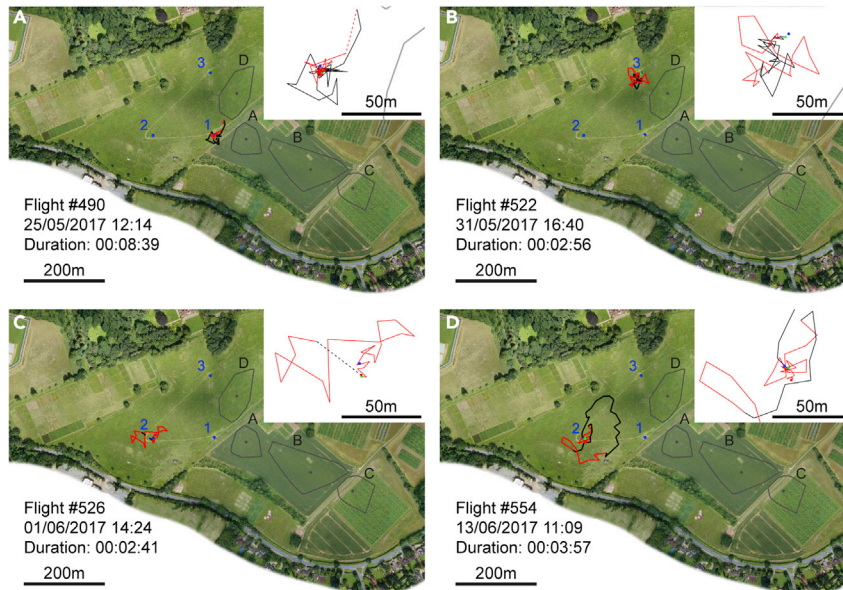 A
D
3
50m
2
1
A
B
C
Flight #490
25/05/2017 12:14
Duration: 00:08:39
200m
B
D
3
50m
2
1
A
B
C
Flight #522
31/05/2017 16:40
Duration: 00:02:56
200m
C
D
3
50m
2
1
A
B
C
Flight #526
01/06/2017 14:24
Duration: 00:02:41
200m
D
D
3
50m
2
1
A
B
C
Flight #554
13/06/2017 11:09
Duration: 00:03:57
200m